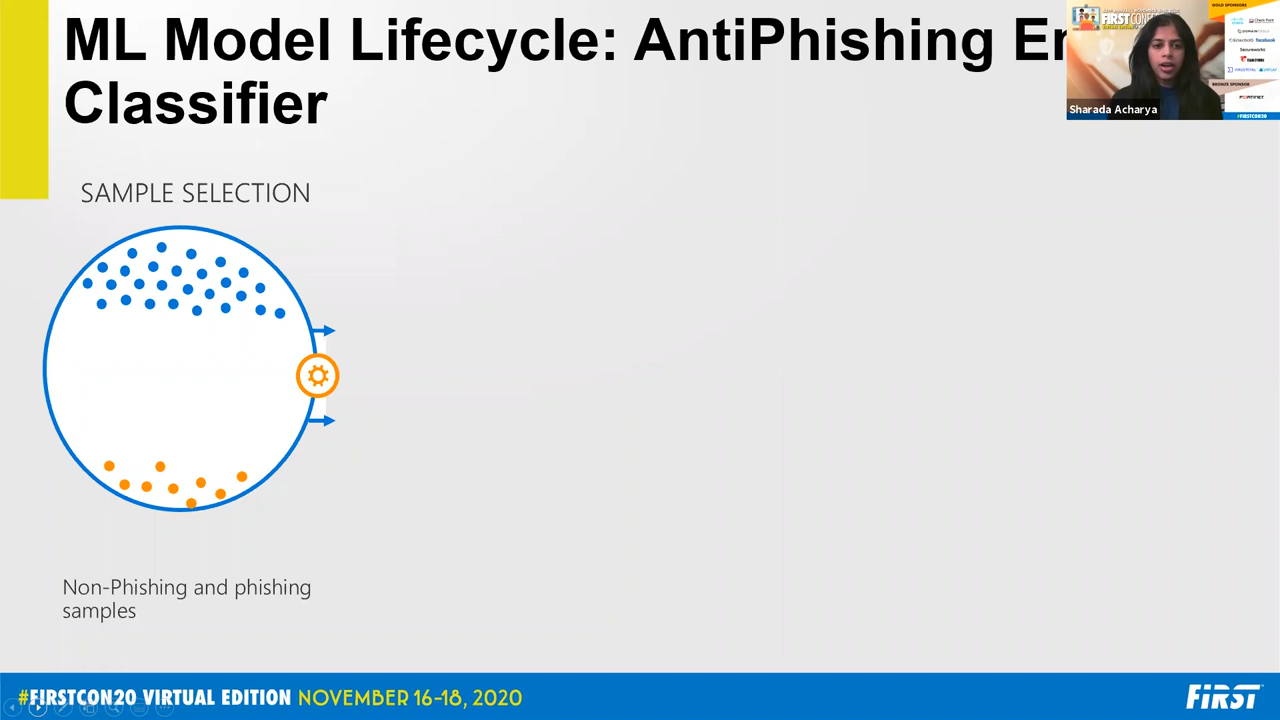 ML Model Lifecycle: AntiPhishing
Classifier
Sharada Acharya
SAMPLE SELECTION
Non-Phishing and phishing
samples
#FIRSTCON20 VIRTUAL EDITION NOVEMBER 16-18, 2020
FiRST